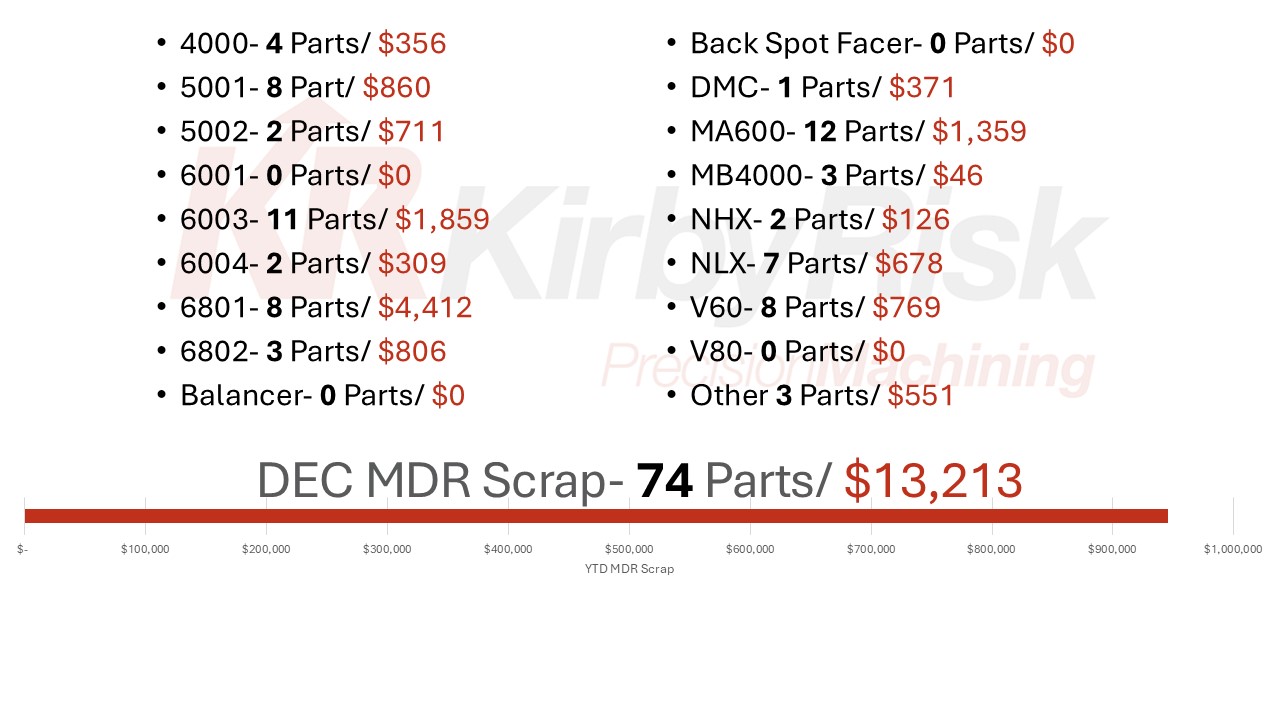 • 4000- 4 Parts/ $356
• 5001- 8 Part/ $860
• 5002- 2 Parts/ $711
• 6001- 0 Parts/ $0
• 6003- 11 Parts/ $1,859
• 6004- 2 Parts/ $309
• 6801- 8 Parts/ $4,412
• 6802- 3 Parts/ $806
• Balancer- 0 Parts/ $0
• Back Spot Facer- 0 Parts/ $0
• DMC- 1 Parts/ $371
• MA600- 12 Parts/ $1,359
• MB4000- 3 Parts/ $46
• NHX- 2 Parts/ $126
• NLX- 7 Parts/ $678
• V60- 8 Parts/ $769
• V80- 0 Parts/ $0
• Other 3 Parts/ $551
KR KirbyRisk
PrecisionMachining
DEC MDR Scrap- 74 Parts/ $13,213
$- $100,000 $200,000 $300,000 $400,000 $500,000 $600,000 $700,000 $800,000 $900,000 $1,000,000
YTD MDR Scrap